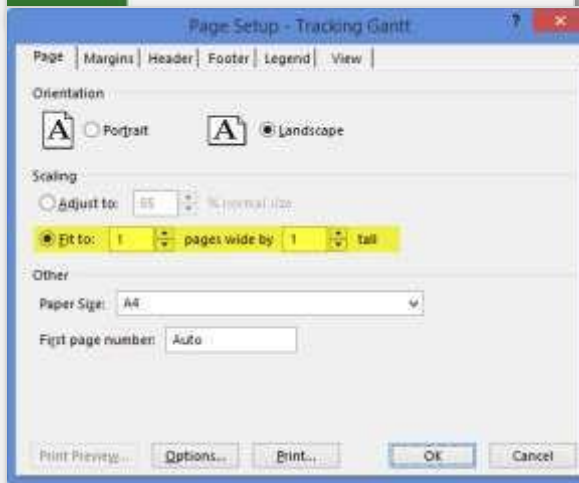 Page Setup - Tracking Gantt ?
Page Margins Header Footer Legend View
Orientation
A Portrait A Landscape
Scaling
Adjust to: % normal size
Fit to: 1 pages wide by 1 tall
Other
Paper Size: A4
First page number: Auto
Print Preview... Options... Print... OK Cancel